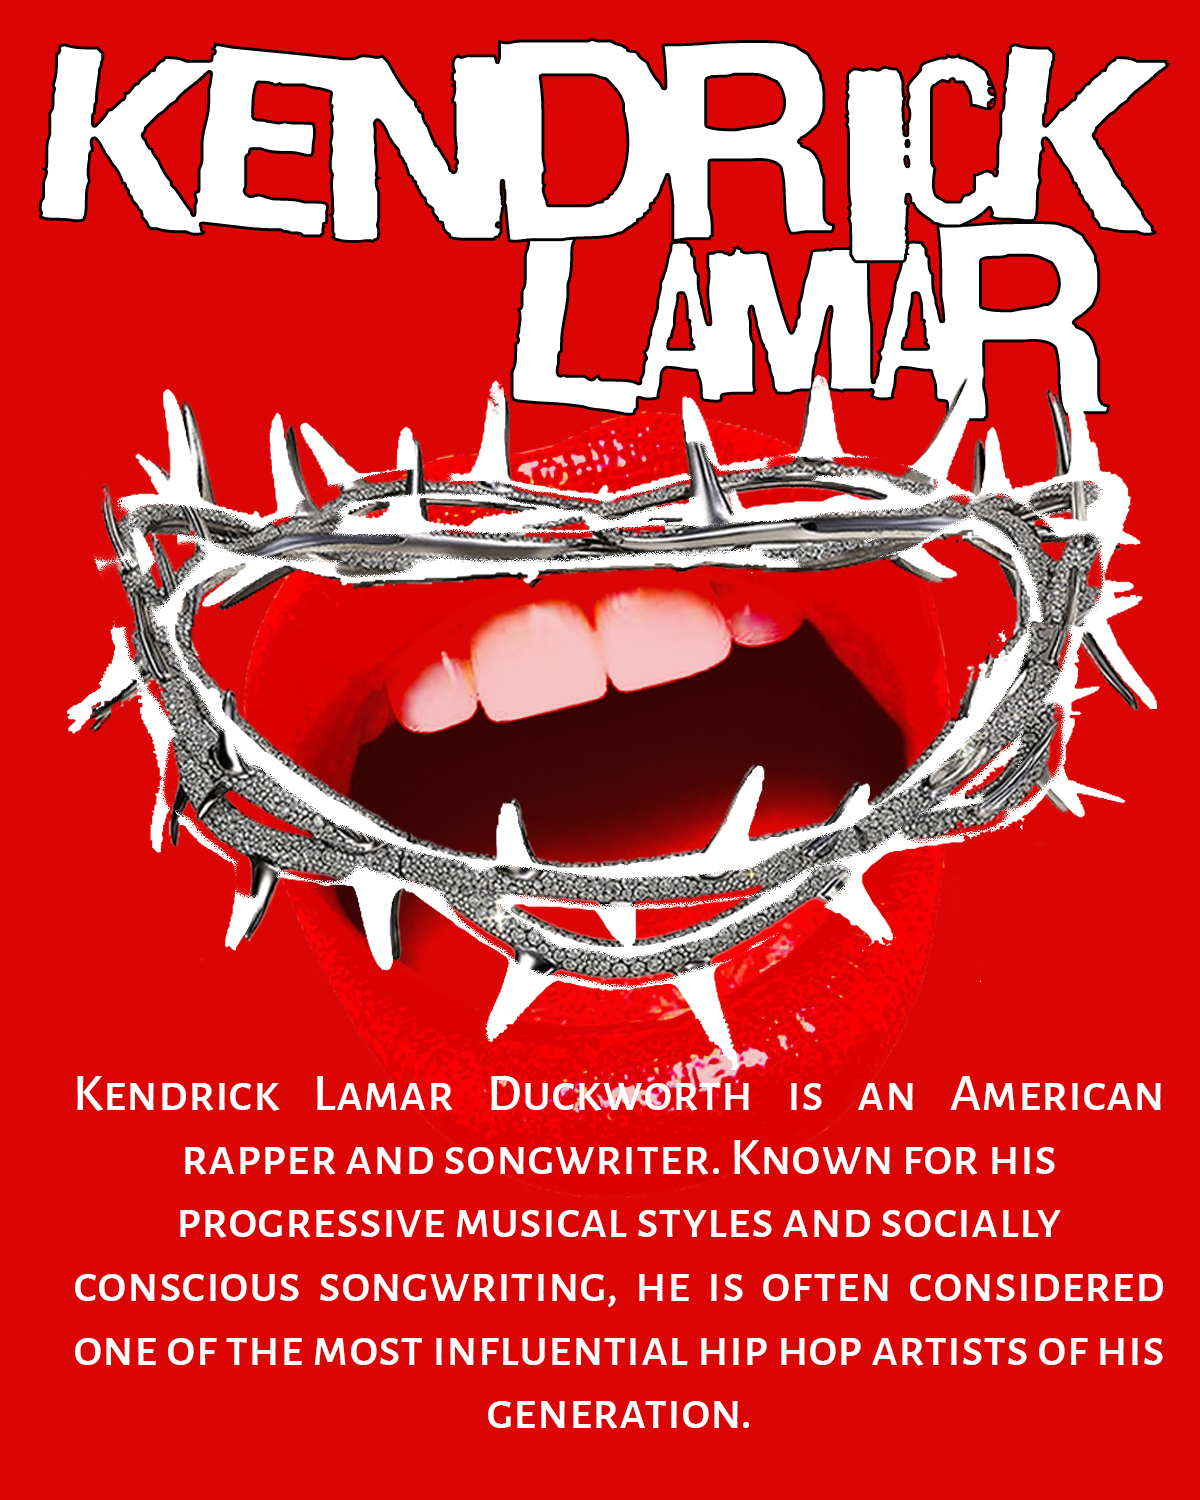 KENDRICK
LAMAR
Kendrick Lamar Duckworth is an American
rapper and songwriter. Known for his
progressive musical styles and socially
conscious songwriting, he is often considered
one of the most influential hip hop artists of his
generation.